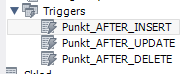 Triggers
Punkt_AFTER_INSERT
Punkt_AFTER_UPDATE
Punkt_AFTER_DELETE